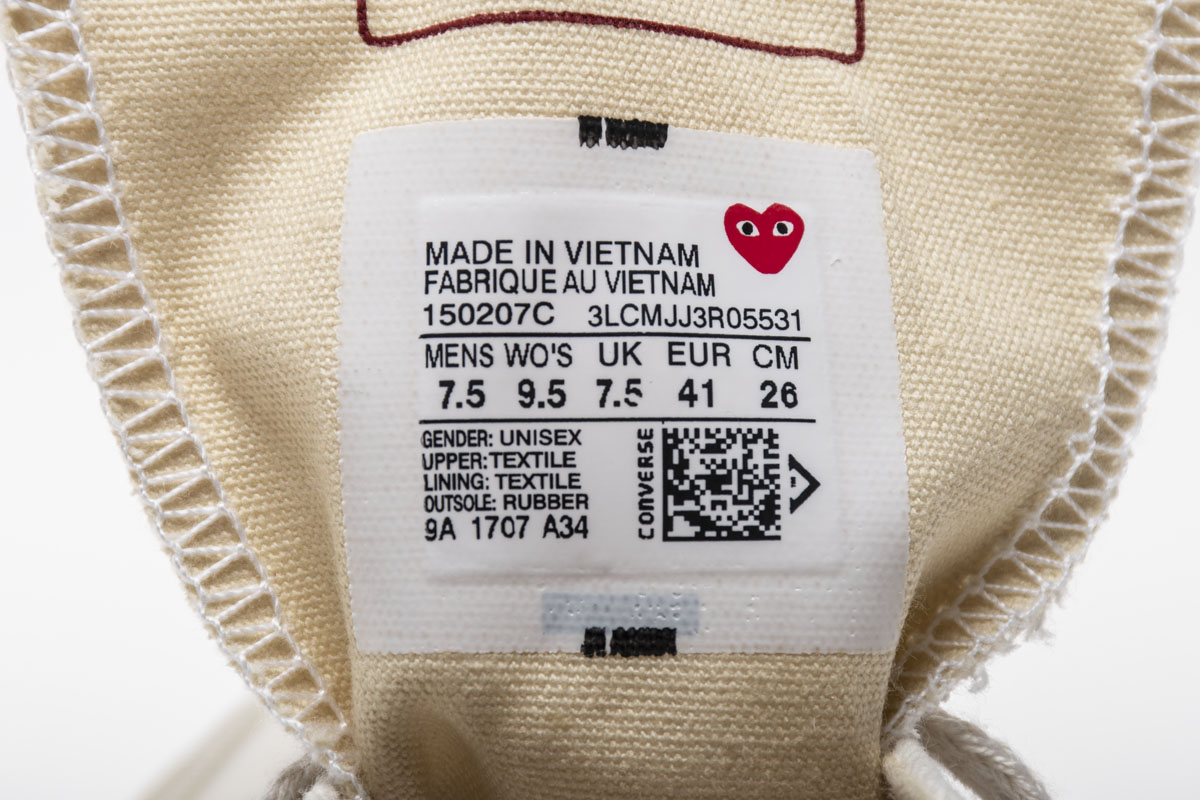 MADE IN VIETNAM
FABRIQUE AU VIETNAM
150207C 3LCMJJ3R05531
MENS WO'S UK EUR CM
7.5 9.5 7.5 41 26
GENDER: UNISEX
UPPER: TEXTILE
LINING: TEXTILE
OUTSOLE: RUBBER
9A 1707 A34
CONVERSE